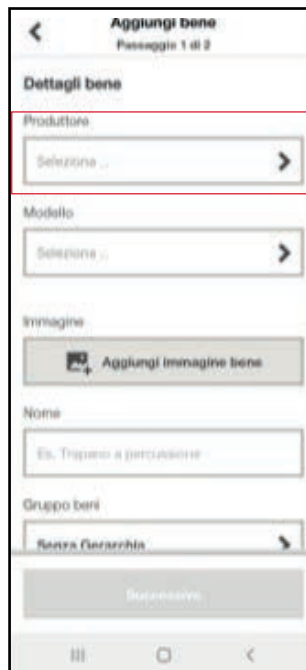 Aggiungi bene
Passaggio 1 di 2
Dettagli bene
Produttore
Seleziona ..
Modello
Seleziona ..
Immagine
Aggiungi immagine bene
Nome
Es. Trapano a percussione
Gruppo beni
Senza Gerarchia
Successivo